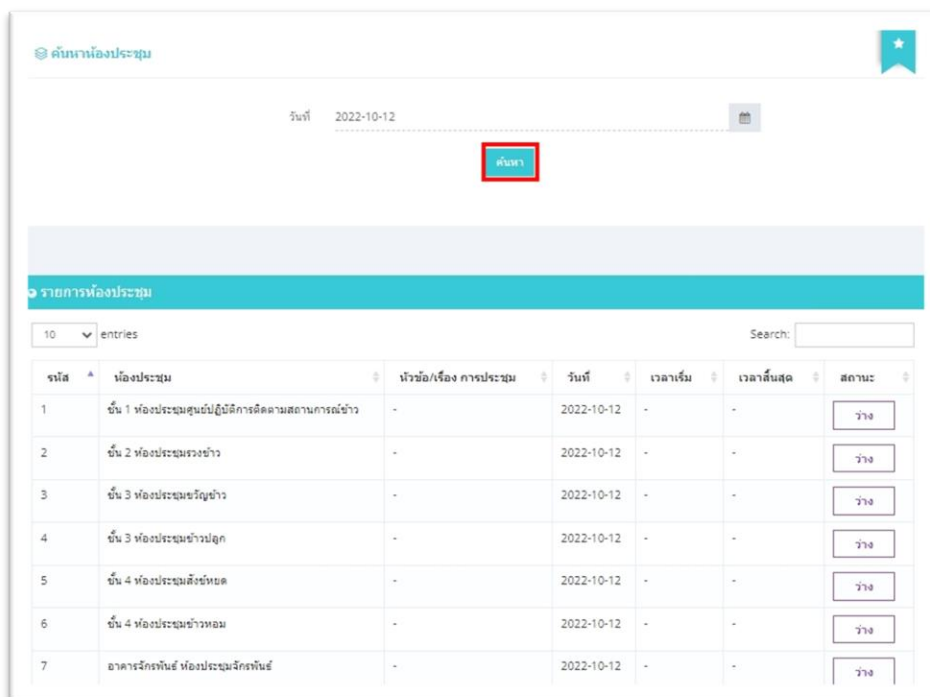 ค้นหาห้องประชุม
วันที่ 2022-10-12
ค้นหา
รายการห้องประชุม
10 entries Search:
รหัส ห้องประชุม หัวข้อ/เรื่อง การประชุม วันที่ เวลาเริ่ม เวลาสิ้นสุด สถานะ
1 ชั้น 1 ห้องประชุมศูนย์ปฏิบัติการติดตามสถานการณ์ข้าว - 2022-10-12 - - ว่าง
2 ชั้น 2 ห้องประชุมรวงข้าว - 2022-10-12 - - ว่าง
3 ชั้น 3 ห้องประชุมขวัญข้าว - 2022-10-12 - - ว่าง
4 ชั้น 3 ห้องประชุมข้าวปลูก - 2022-10-12 - - ว่าง
5 ชั้น 4 ห้องประชุมสังข์หยด - 2022-10-12 - - ว่าง
6 ชั้น 4 ห้องประชุมข้าวหอม - 2022-10-12 - - ว่าง
7 อาคารจักรพันธ์ ห้องประชุมจักรพันธ์ - 2022-10-12 - - ว่าง